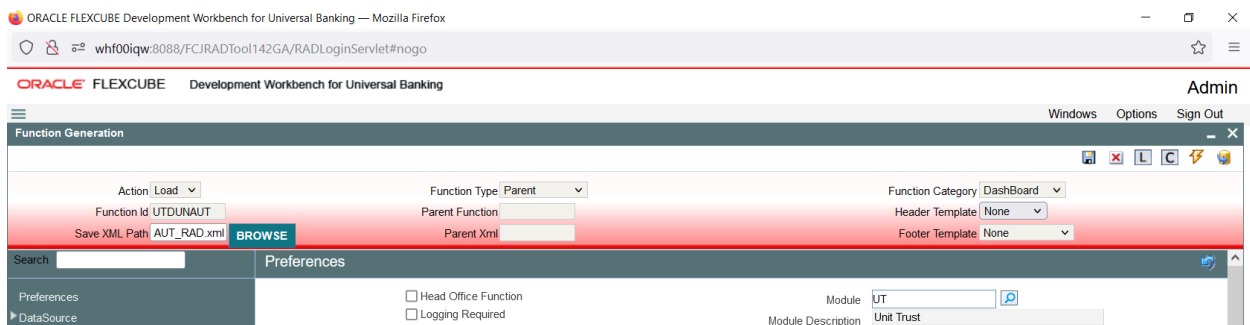 ORACLE FLEXCUBE Development Workbench for Universal Banking — Mozilla Firefox
whf00iqw:8088/FCJRADTool142GA/RADLoginServlet#nogo
ORACLE FLEXCUBE Development Workbench for Universal Banking Admin
Windows Options Sign Out
Function Generation
L C
Action Load Function Type Parent Function Category DashBoard
Function Id UTDUNAUT Parent Function Header Template None
Save XML Path AUT_RAD.xml BROWSE Parent Xml Footer Template None
Search Preferences
Preferences Head Office Function Module UT
DataSource Logging Required Module Description Unit Trust